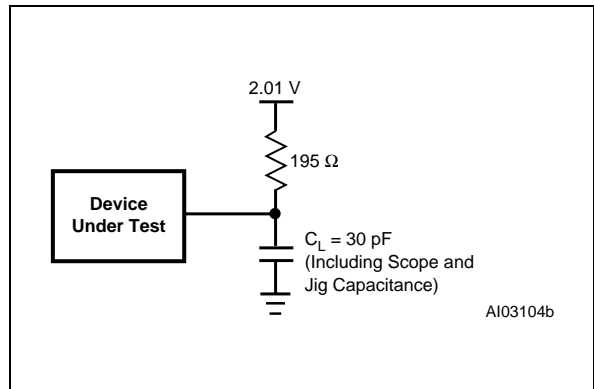 2.01 V
195 Ω
Device
Under Test
C_L = 30 pF
(Including Scope and
Jig Capacitance)
AI03104b